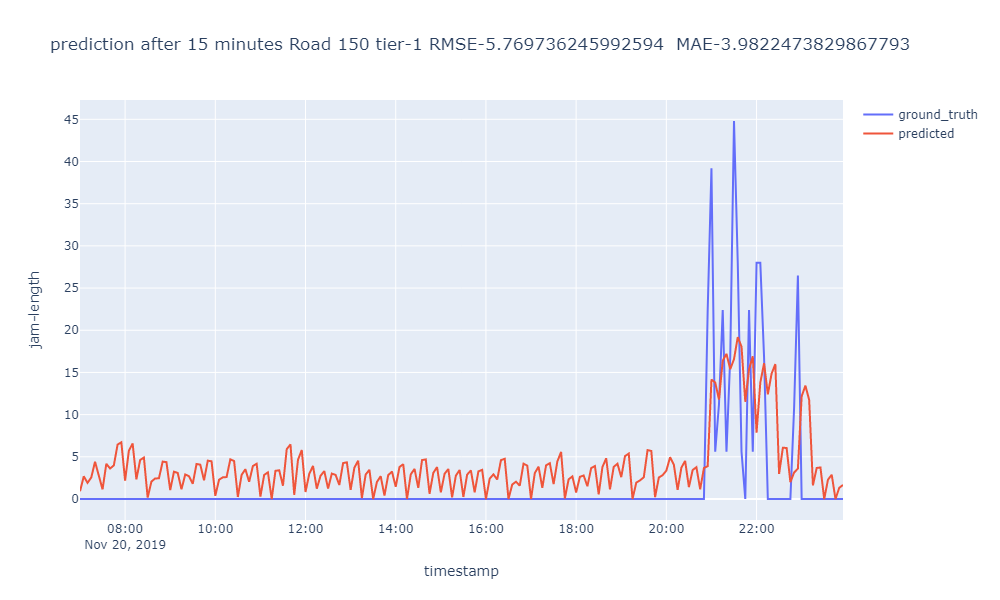 prediction after 15 minutes Road 150 tier-1 RMSE-5.769736245992594  MAE-3.9822473829867793
ground_truth
predicted
jam-length
45
40
35
30
25
20
15
10
5
0
08:00 10:00 12:00 14:00 16:00 18:00 20:00 22:00
Nov 20, 2019
timestamp